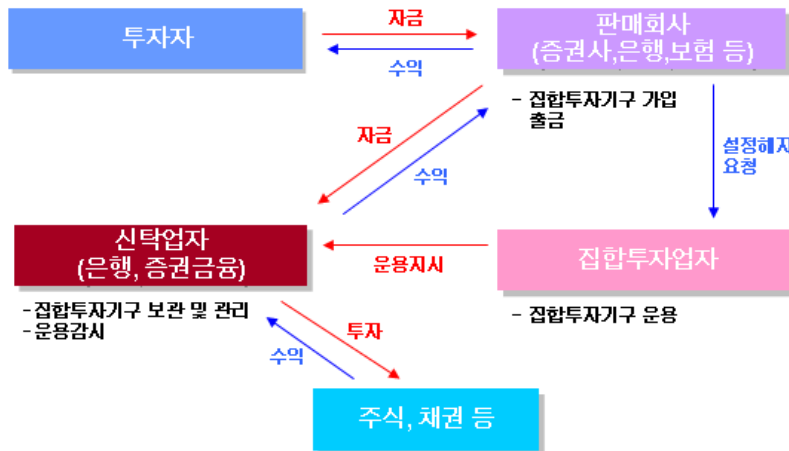 투자자
자금
수익
판매회사
(증권사,은행,보험 등)
- 집합투자기구 가입
출금
자금
수익
설정해지
요청
신탁업자
(은행, 증권금융)
운용지시
집합투자업자
-집합투자기구 보관 및 관리
-운용감시
- 집합투자기구 운용
투자
수익
주식, 채권 등